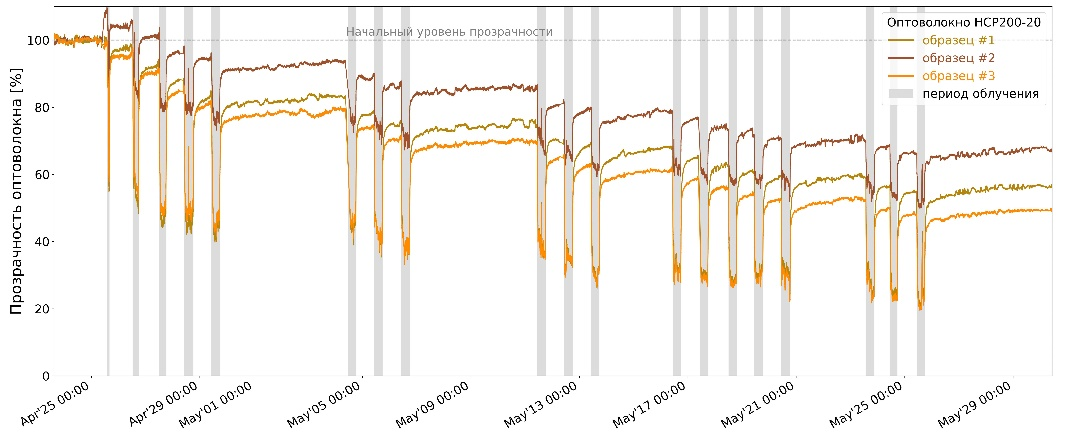 Оптоволокно HCP200-20
образец #1
образец #2
образец #3
период облучения
Начальный уровень прозрачности
Прозрачность оптоволокна [%]
100
80
60
40
20
0
Apr'25 00:00
Apr'29 00:00
May'01 00:00
May'05 00:00
May'09 00:00
May'13 00:00
May'17 00:00
May'21 00:00
May'25 00:00
May'29 00:00